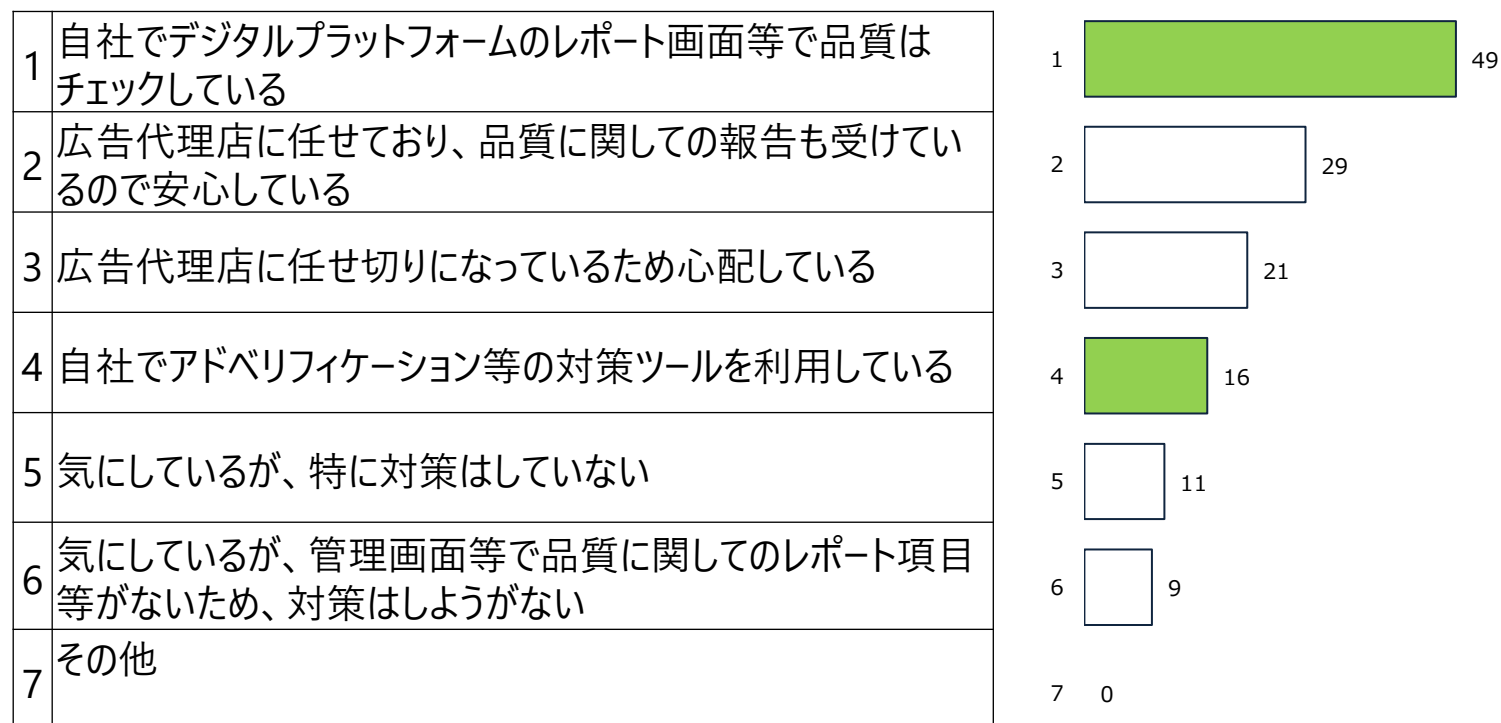 1 自社でデジタルプラットフォームのレポート画面等で品質は
チェックしている
2 広告代理店に任せており、品質に関しての報告も受けてい
るので安心している
3 広告代理店に任せ切りになっているため心配している
4 自社でアドベリフィケーション等の対策ツールを利用している
5 気にしているが、特に対策はしていない
6 気にしているが、管理画面等で品質に関してのレポート項目
等がないため、対策はしようがない
7 その他
1 49
2 29
3 21
4 16
5 11
6 9
7 0